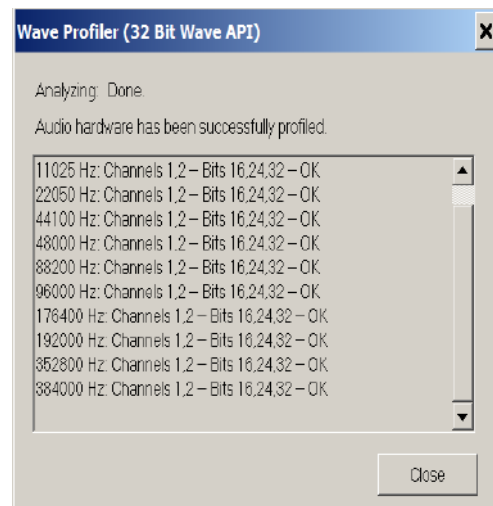 Wave Profiler (32 Bit Wave API)
Analyzing: Done.
Audio hardware has been successfully profiled.
11025 Hz: Channels 1,2 – Bits 16,24,32 – OK
22050 Hz: Channels 1,2 – Bits 16,24,32 – OK
44100 Hz: Channels 1,2 – Bits 16,24,32 – OK
48000 Hz: Channels 1,2 – Bits 16,24,32 – OK
88200 Hz: Channels 1,2 – Bits 16,24,32 – OK
96000 Hz: Channels 1,2 – Bits 16,24,32 – OK
176400 Hz: Channels 1,2 – Bits 16,24,32 – OK
192000 Hz: Channels 1,2 – Bits 16,24,32 – OK
352800 Hz: Channels 1,2 – Bits 16,24,32 – OK
384000 Hz: Channels 1,2 – Bits 16,24,32 – OK
Close